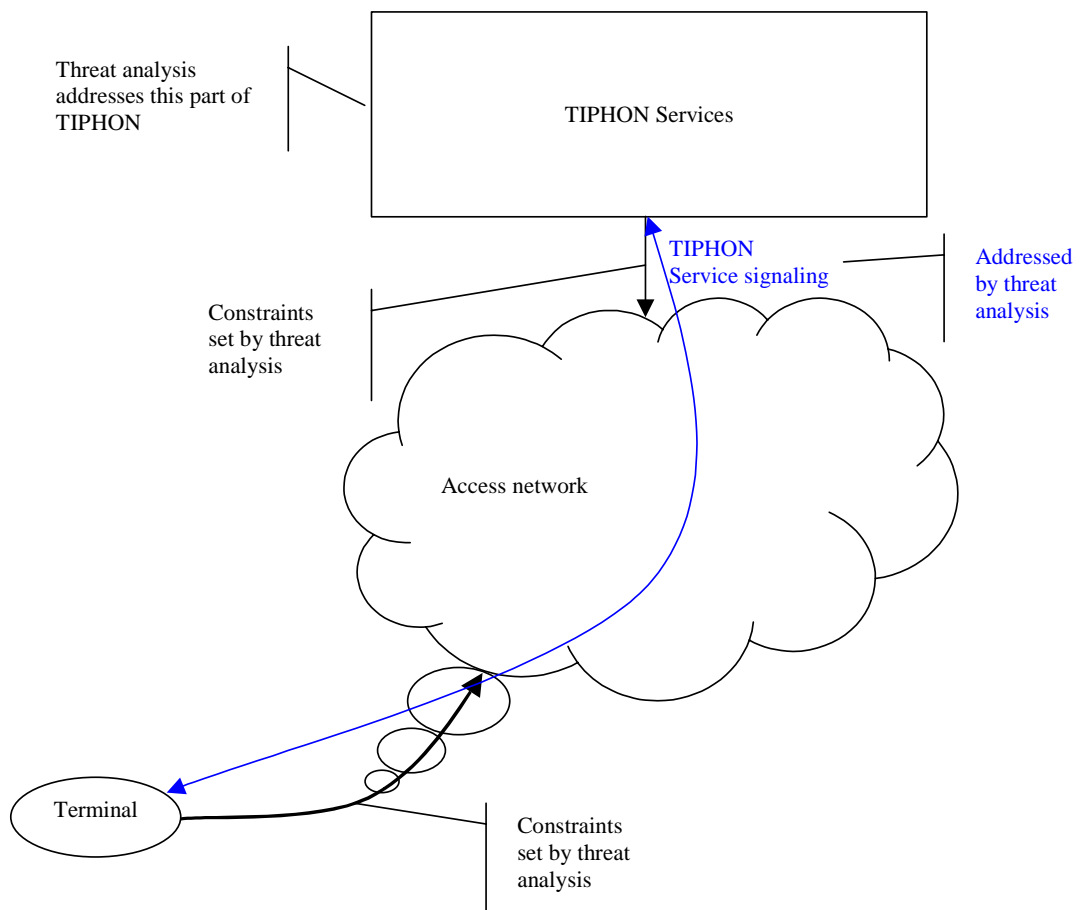 Threat analysis
addresses this part of
TIPHON
TIPHON Services
TIPHON
Service signaling
Addressed
by threat
analysis
Constraints
set by threat
analysis
Access network
Terminal
Constraints
set by threat
analysis